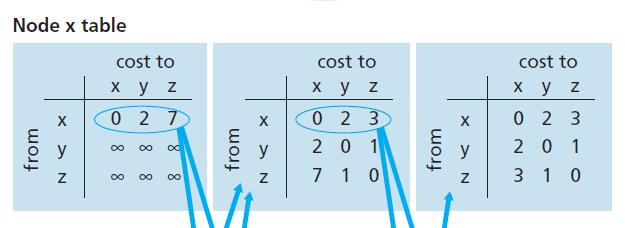 Node x table
cost to cost to cost to
x y z x y z x y z
x 0 2 7 x 0 2 3 x 0 2 3
from y ∞ ∞ ∞ from y 2 0 1 from y 2 0 1
z ∞ ∞ ∞ z 7 1 0 z 3 1 0